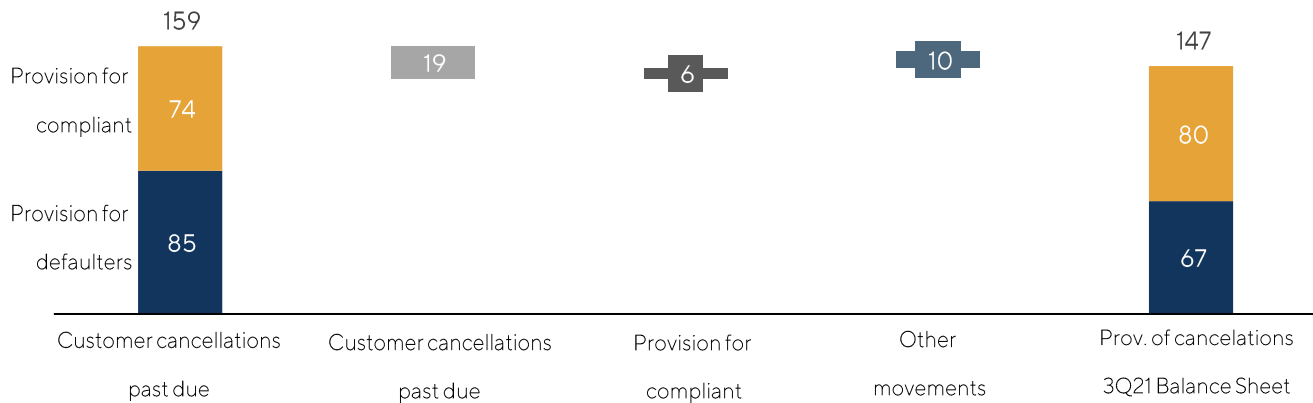 159
147
19
6
10
Provision for
compliant
74
80
Provision for
defaulters
85
67
Customer cancellations
past due
Customer cancellations
past due
Provision for
compliant
Other
movements
Prov. of cancelations
3Q21 Balance Sheet